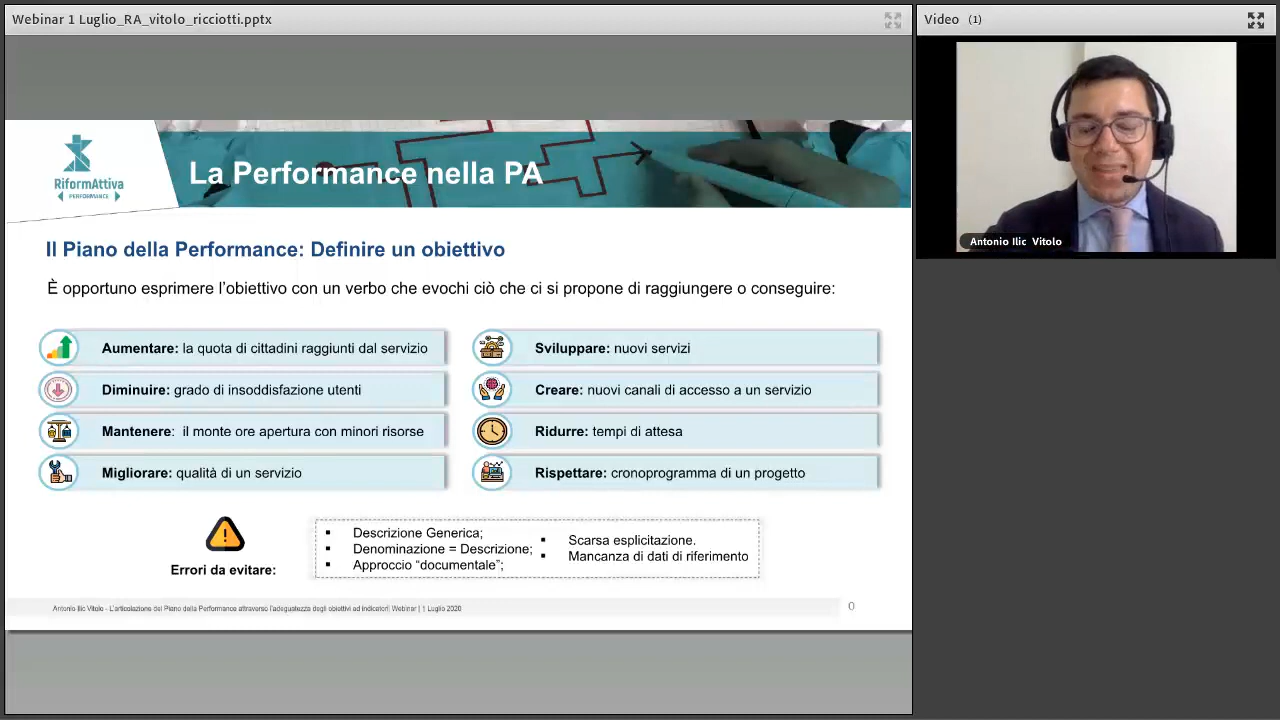 Webinar 1 Luglio_RA_vitolo_ricciotti.pptx
Video (1)
RiformAttiva
PERFORMANCE
La Performance nella PA
Antonio Ilic Vitolo
Il Piano della Performance: Definire un obiettivo
È opportuno esprimere l'obiettivo con un verbo che evochi ciò che ci si propone di raggiungere o conseguire:
Aumentare: la quota di cittadini raggiunti dal servizio
Diminuire: grado di insoddisfazione utenti
Mantenere: il monte ore apertura con minori risorse
Migliorare: qualità di un servizio
Sviluppare: nuovi servizi
Creare: nuovi canali di accesso a un servizio
Ridurre: tempi di attesa
Rispettare: cronoprogramma di un progetto
Errori da evitare:
▪ Descrizione Generica;
▪ Denominazione = Descrizione;
▪ Approccio “documentale”;
▪ Scarsa esplicitazione.
▪ Mancanza di dati di riferimento
Antonio Ilic Vitolo - L'articolazione del Piano della Performance attraverso l'adeguatezza degli obiettivi ed indicatori| Webinar | 1 Luglio 2020
0